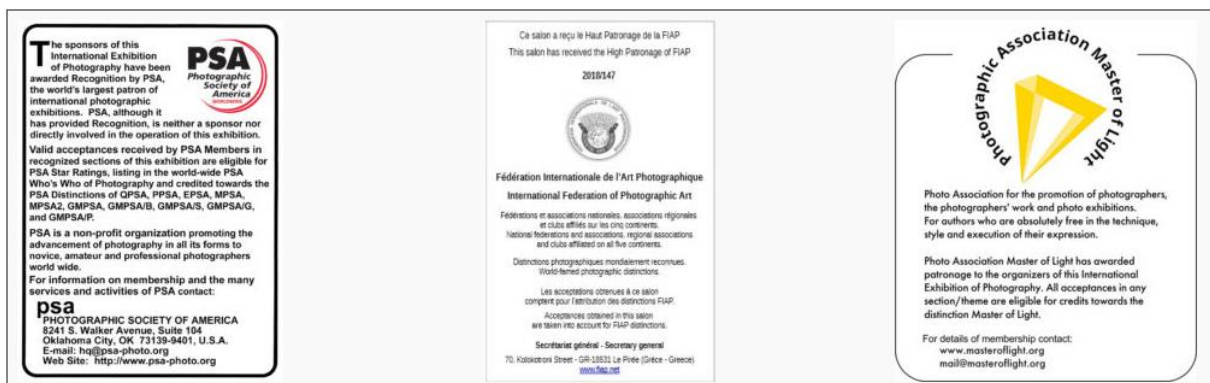 The sponsors of this
International Exhibition
of Photography have been
awarded Recognition by PSA,
the world's largest patron of
international photographic
exhibitions. PSA, although it
has provided Recognition, is neither a sponsor nor
directly involved in the operation of this exhibition.
PSA
Photographic
Society of
America
WORLDWIDE
Valid acceptances received by PSA Members in
recognized sections of this exhibition are eligible for
PSA Star Ratings, listing in the world-wide PSA
Who's Who of Photography and credited towards the
PSA Distinctions of QPSA, PPSA, EPSA, MPSA,
MPSA2, GMPSA, GMPSA/B, GMPSA/S, GMPSA/G,
and GMPSA/P.
PSA is a non-profit organization promoting the
advancement of photography in all its forms to
novice, amateur and professional photographers
world wide.
For information on membership and the many
services and activities of PSA contact:
psa
PHOTOGRAPHIC SOCIETY OF AMERICA
8241 S. Walker Avenue, Suite 104
Oklahoma City, OK 73139-9401, U.S.A.
E-mail: hq@psa-photo.org
Web Site: http://www.psa-photo.org
Ce salon a reçu le Haut Patronage de la FIAP
This salon has received the High Patronage of FIAP
2018/147
Fédération Internationale de l'Art Photographique
International Federation of Photographic Art
Fédérations et associations nationales, associations régionales
et clubs affiliés sur les cinq continents.
National federations and associations, regional associations
and clubs affiliated on all five continents.
Distinctions photographiques mondialement reconnues.
World-famed photographic distinctions.
Les acceptations obtenues à ce salon
comptent pour l'attribution des distinctions FIAP.
Acceptances obtained in this salon
are taken into account for FIAP distinctions.
Secrétariat général - Secretary general
70, Kolokotroni Street - GR-18531 Le Pirée (Grèce - Greece)
www.fiap.net
Photographic Association Master of Light
Photo Association for the promotion of photographers,
the photographers' work and photo exhibitions.
For authors who are absolutely free in the technique,
style and execution of their expression.
Photo Association Master of Light has awarded
patronage to the organizers of this International
Exhibition of Photography. All acceptances in any
section/theme are eligible for credits towards the
distinction Master of Light.
For details of membership contact:
www.masteroflight.org
mail@masteroflight.org